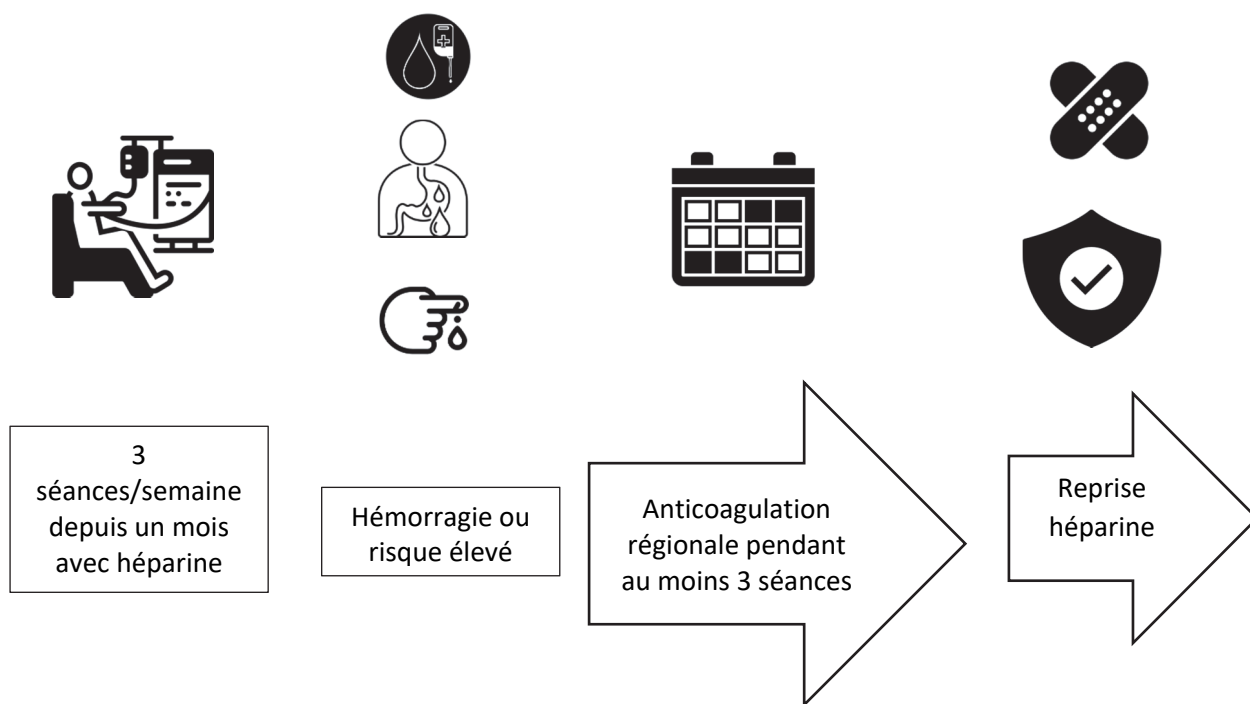 3
séances/semaine
depuis un mois
avec héparine
Hémorragie ou
risque élevé
Anticoagulation
régionale pendant
au moins 3 séances
Reprise
héparine